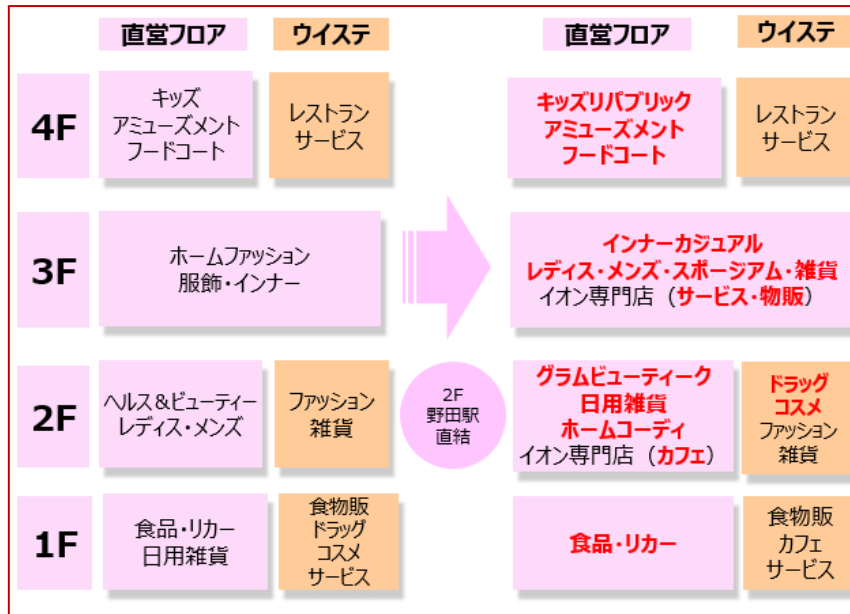 直営フロア
ウイステ
直営フロア
ウイステ
4F
キッズ
アミューズメント
フードコート
レストラン
サービス
キッズリパブリック
アミューズメント
フードコート
レストラン
サービス
3F
ホームファッション
服飾・インナー
インナーカジュアル
レディス・メンズ・スポージアム・雑貨
イオン専門店（サービス・物販）
2F
ヘルス&ビューティー
レディス・メンズ
ファッション
雑貨
2F
野田駅
直結
グラムビューティーク
日用雑貨
ホームコーディ
イオン専門店（カフェ）
ドラッグ
コスメ
ファッション
雑貨
1F
食品・リカー
日用雑貨
食物販
ドラッグ
コスメ
サービス
食品・リカー
食物販
カフェ
サービス